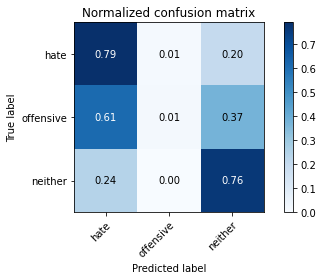 Normalized confusion matrix
True label
hate
offensive
neither
0.79 0.01 0.20
0.61 0.01 0.37
0.24 0.00 0.76
hate
offensive
neither
Predicted label
0.7
0.6
0.5
0.4
0.3
0.2
0.1
0.0